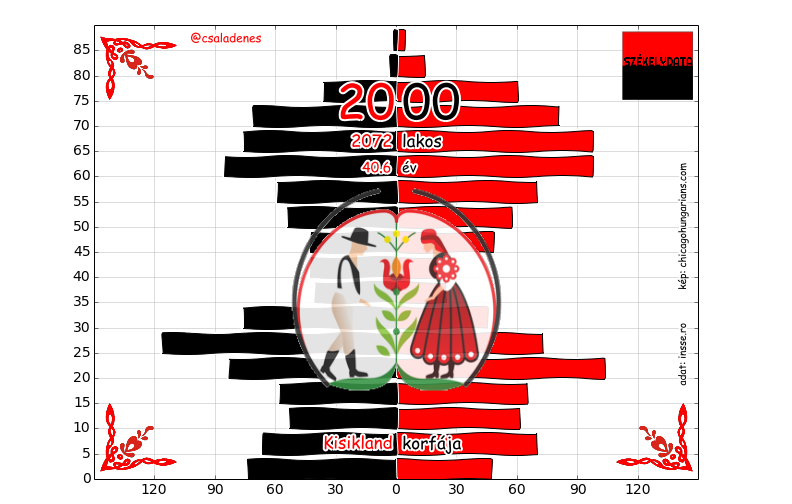 @csaladenes
SZÉKELYDATA
2000
2072 lakos
40.6 év
kép: chicagohungarians.com
adat: insse.ro
Kisikland korfája
85
80
75
70
65
60
55
50
45
40
35
30
25
20
15
10
5
0
120 90 60 30 0 30 60 90 120